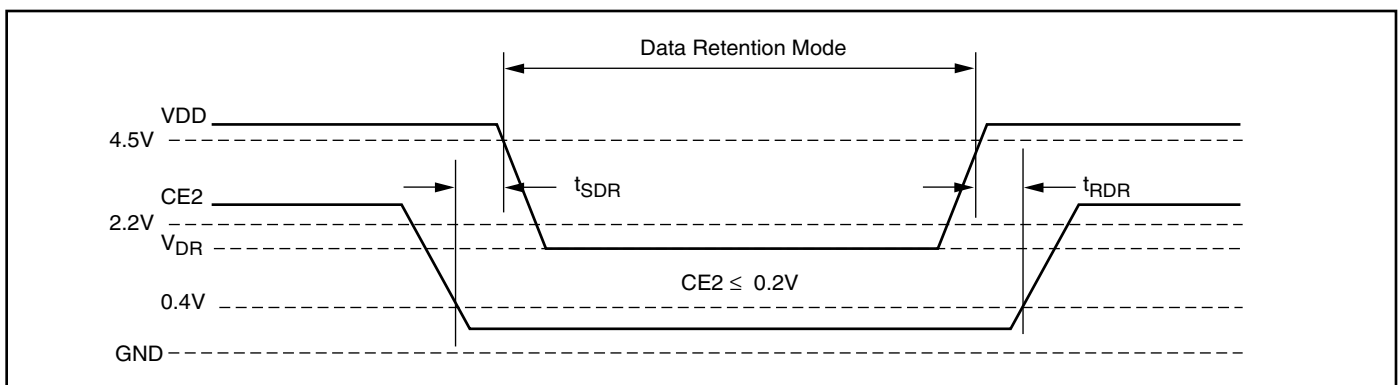 Data Retention Mode
VDD
4.5V
tSDR
tRDR
CE2
2.2V
VDR
CE2 ≤ 0.2V
0.4V
GND